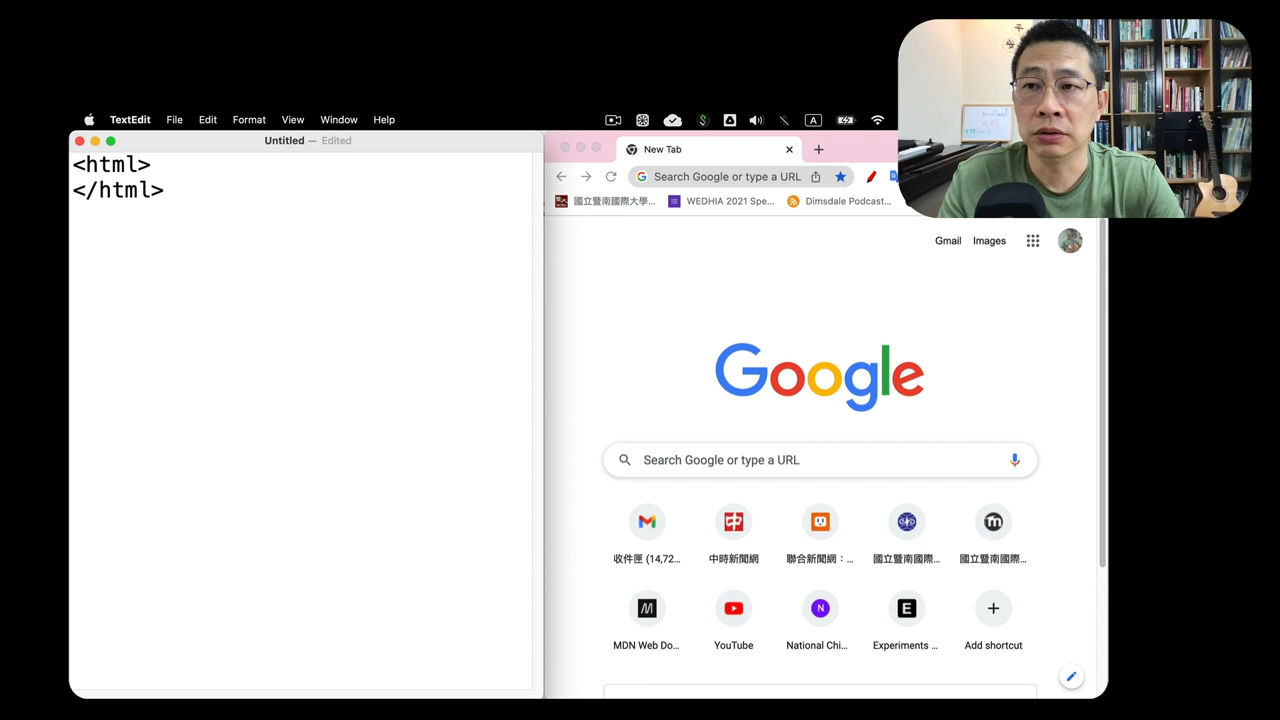 TextEdit File Edit Format View Window Help
A
Untitled — Edited
<html>
</html>
New Tab
Search Google or type a URL
國立暨南國際大學...
WEDHIA 2021 Spe...
Dimsdale Podcast...
Gmail
Images
Google
Search Google or type a URL
收件匣 (14,72...
中時新聞網
聯合新聞網：...
國立暨南國際...
國立暨南國際...
MDN Web Do...
YouTube
National Chi...
Experiments ...
Add shortcut